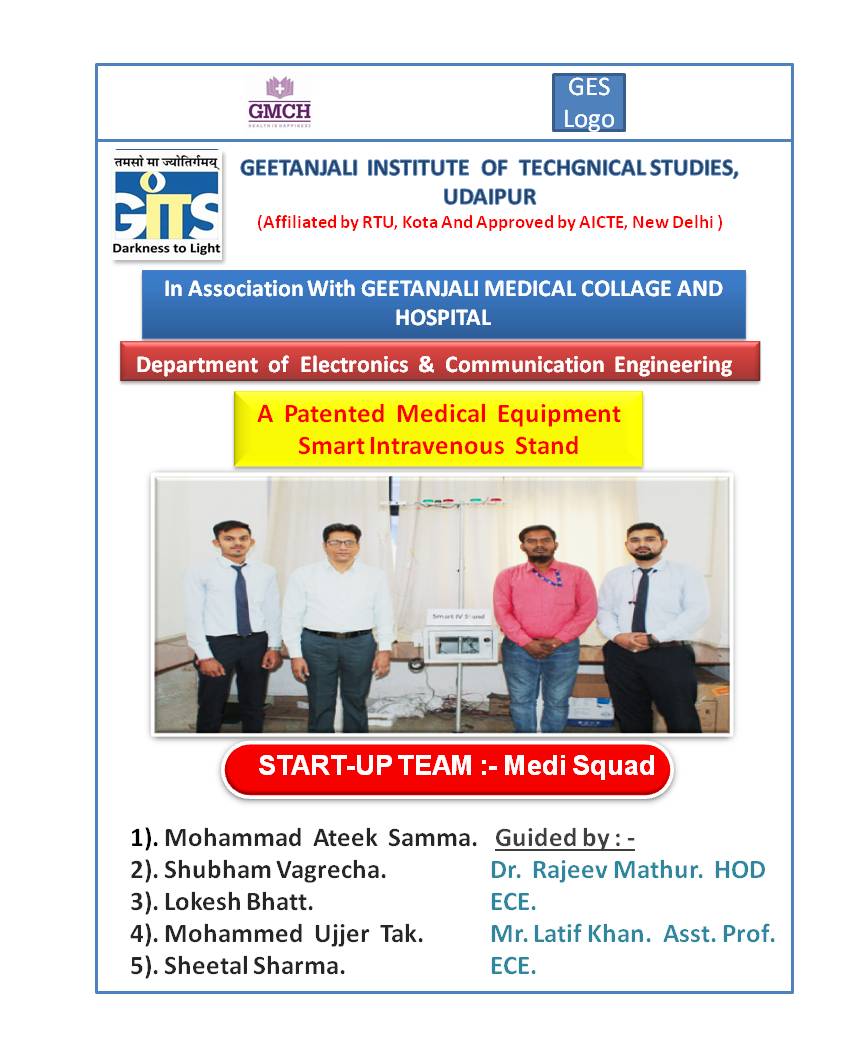 GMCH
HEALTH IS HAPPINESS
GES
Logo
तमसो मा ज्योतिर्गमय्
GITS
Darkness to Light
GEETANJALI INSTITUTE OF TECHGNICAL STUDIES,
UDAIPUR
(Affiliated by RTU, Kota And Approved by AICTE, New Delhi )
In Association With GEETANJALI MEDICAL COLLAGE AND
HOSPITAL
Department of Electronics & Communication Engineering
A Patented Medical Equipment
Smart Intravenous Stand
Smart IV Stand
START-UP TEAM :- Medi Squad
1). Mohammad Ateek Samma.
2). Shubham Vagrecha.
3). Lokesh Bhatt.
4). Mohammed Ujjer Tak.
5). Sheetal Sharma.
Guided by : -
Dr. Rajeev Mathur. HOD
ECE.
Mr. Latif Khan. Asst. Prof.
ECE.